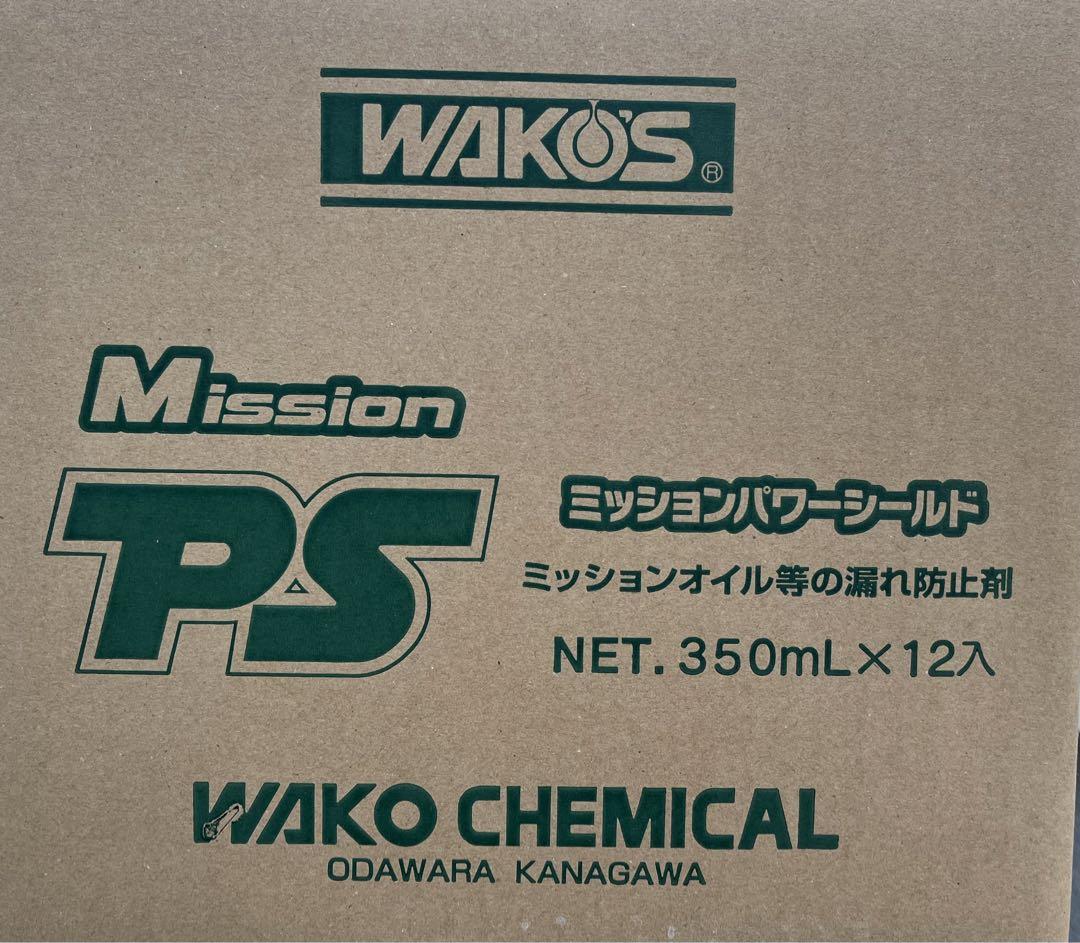 WAKO'S®
Mission
PS
ミッションパワーシールド
ミッションオイル等の漏れ防止剤
NET. 350mL×12入
WAKO CHEMICAL
ODAWARA KANAGAWA